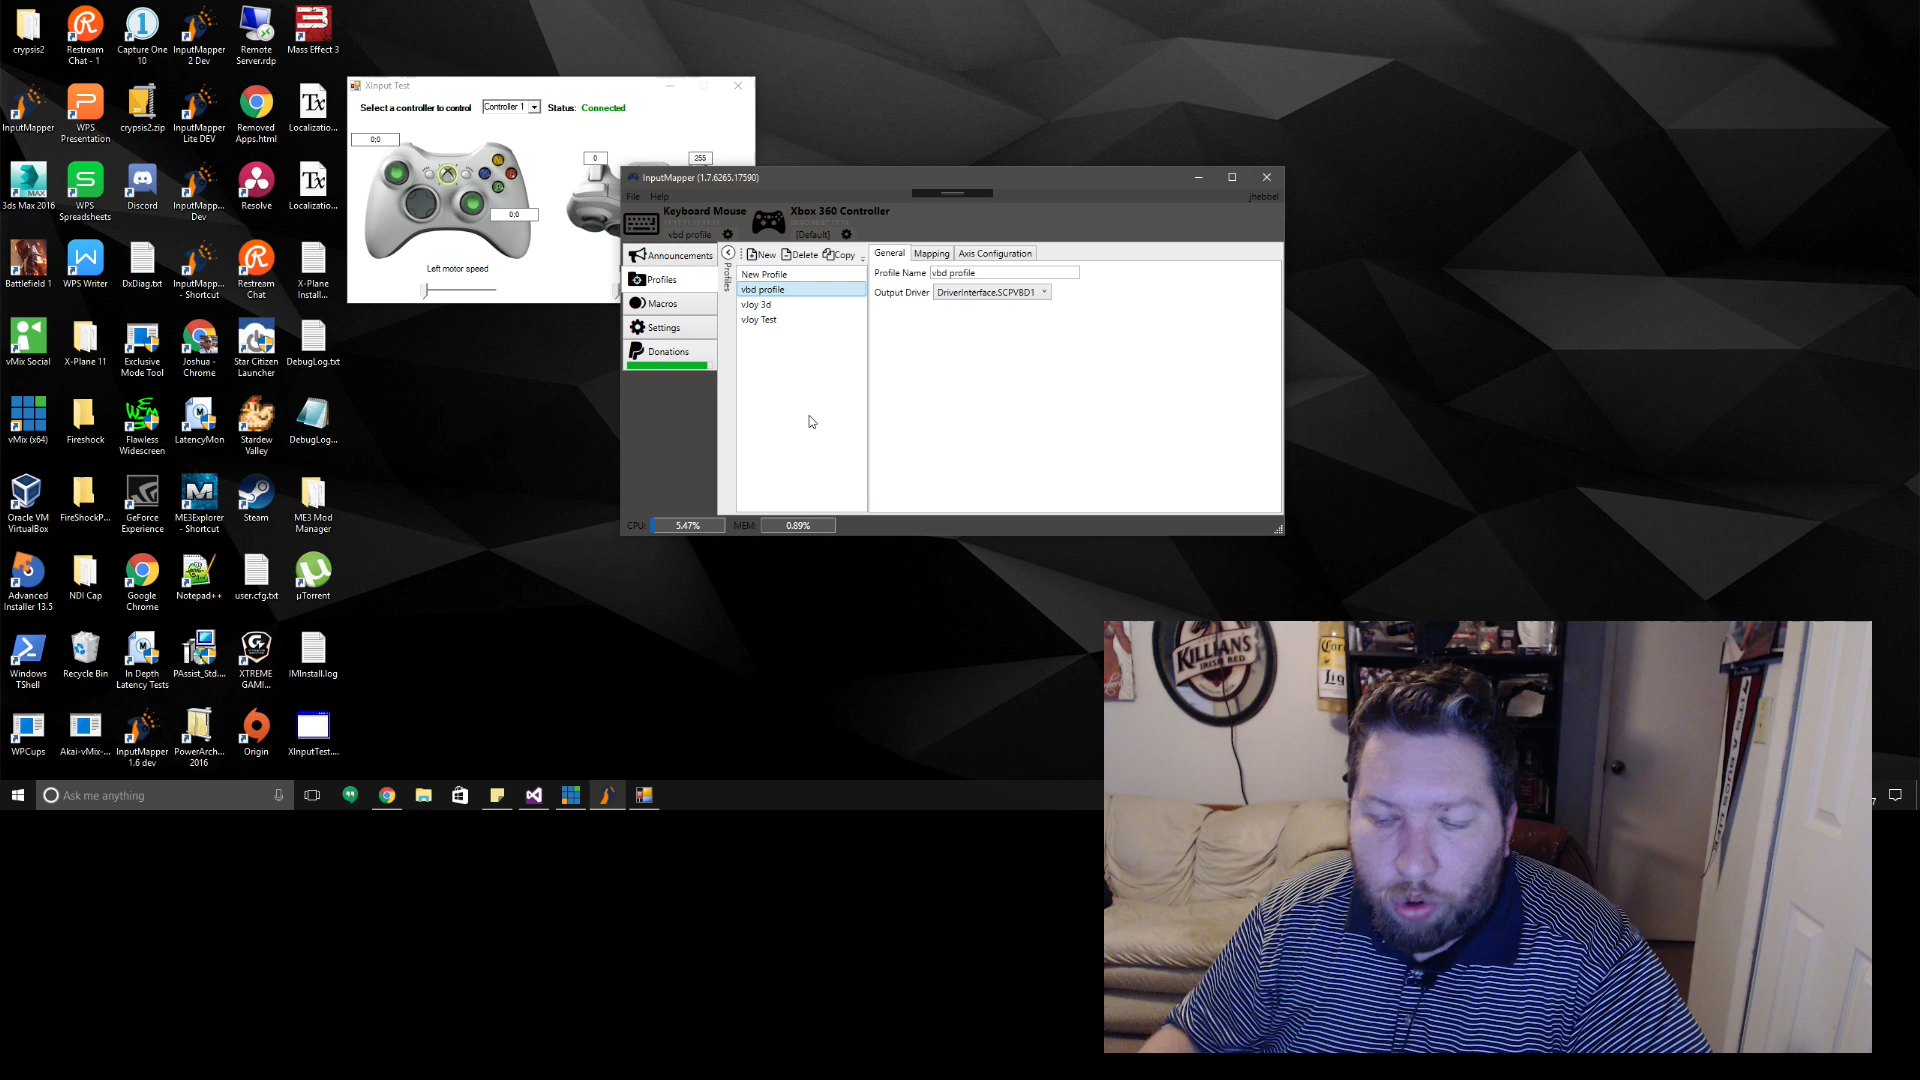 crypsis2
Restream
Chat - 1
Capture One
10
InputMapper
2 Dev
Remote
Server.rdp
Mass Effect 3
InputMapper
WPS
Presentation
crypsis2.zip
InputMapper
Lite DEV
Removed
Apps.html
Localizatio...
3ds Max 2016
WPS
Spreadsheets
Discord
InputMapp...
Dev
Resolve
Localizatio...
Battlefield 1
WPS Writer
DxDiag.txt
InputMapp...
- Shortcut
Restream
Chat
X-Plane
Install...
vMix Social
X-Plane 11
Exclusive
Mode Tool
Joshua -
Chrome
Star Citizen
Launcher
DebugLog.txt
vMix (x64)
Fireshock
Flawless
Widescreen
LatencyMon
Stardew
Valley
DebugLog...
Oracle VM
VirtualBox
FireShockP...
GeForce
Experience
ME3Explorer
- Shortcut
Steam
ME3 Mod
Manager
Advanced
Installer 13.5
NDI Cap
Google
Chrome
Notepad++
user.cfg.txt
µTorrent
Windows
TShell
Recycle Bin
In Depth
Latency Tests
PAssist_Std....
XTREME
GAMI...
IMInstall.log
WPCups
Akai-vMix-...
InputMapper
1.6 dev
PowerArch...
2016
Origin
XInputTest....
XInput Test
Select a controller to control
Controller 1
Status: Connected
0;0
0
255
0;0
Left motor speed
InputMapper (1.7.6265.17590)
File Help
jhebbel
Keyboard Mouse
vbd profile
Xbox 360 Controller
[Default]
Announcements
Profiles
Macros
Settings
Donations
Profiles
New Delete Copy
New Profile
vbd profile
vJoy 3d
vJoy Test
General Mapping Axis Configuration
Profile Name vbd profile
Output Driver DriverInterface.SCPVBD1
CPU: 5.47% MEM: 0.89%
Ask me anything
KILLIAN'S
IRISH RED
Coro
Lig